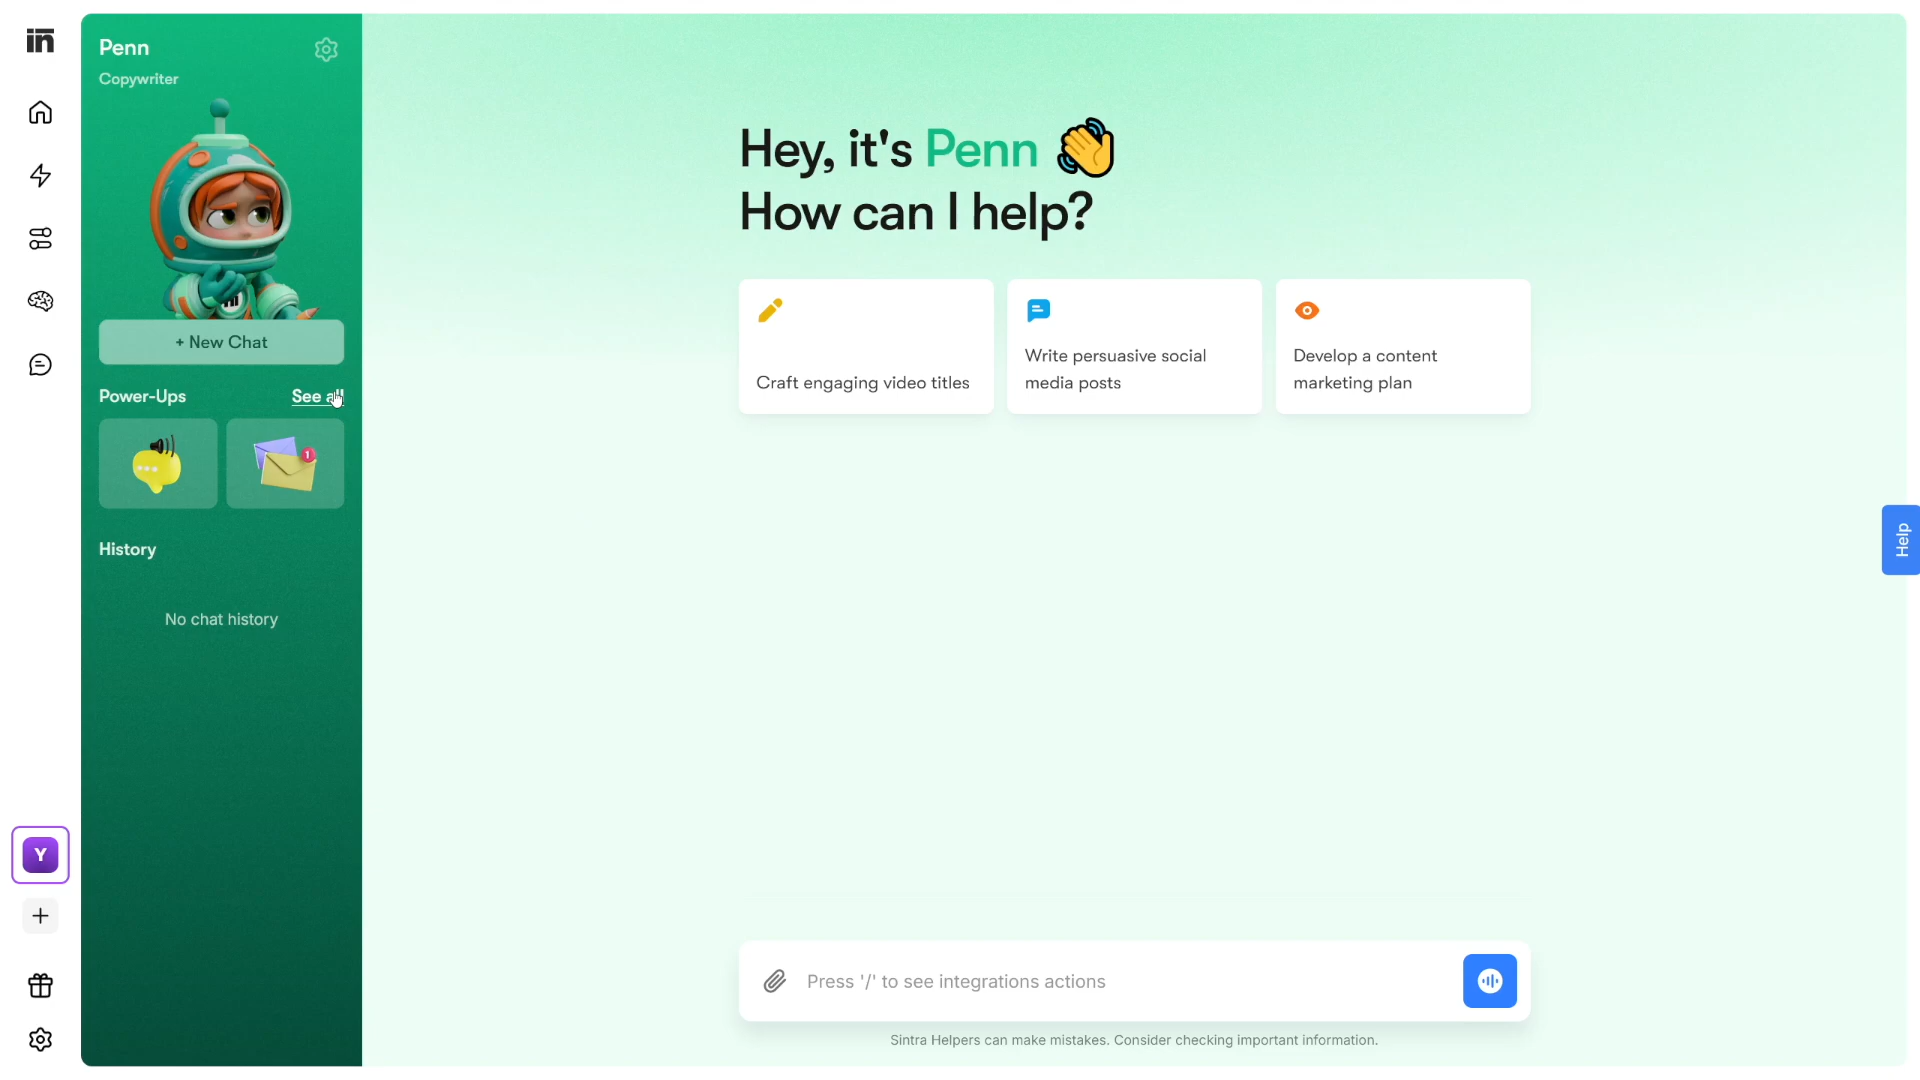 in
Penn
Copywriter
+ New Chat
Power-Ups
See all
1
History
No chat history
Hey, it's Penn 👋
How can I help?
Craft engaging video titles
Write persuasive social
media posts
Develop a content
marketing plan
Help
Y
Press '/' to see integrations actions
Sintra Helpers can make mistakes. Consider checking important information.